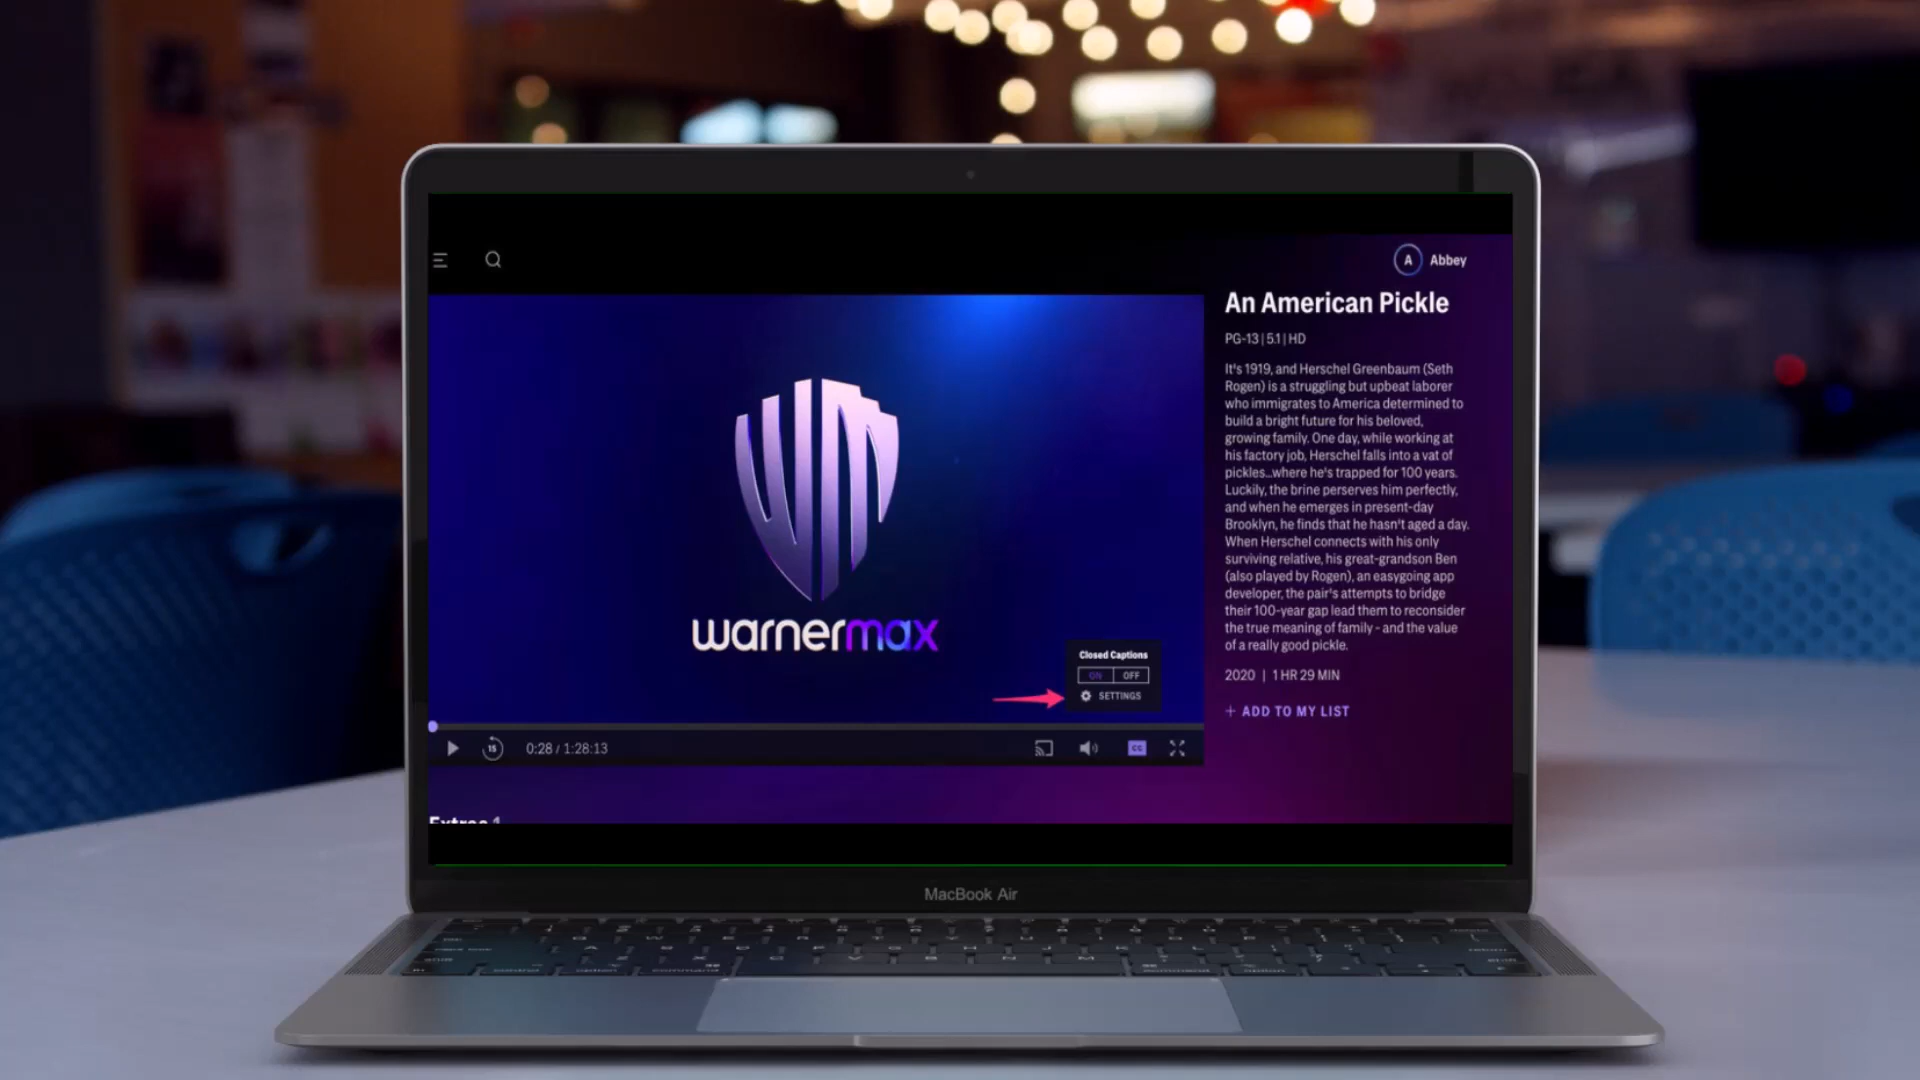 A Abbey
An American Pickle
PG-13 | 5.1 | HD
It's 1919, and Herschel Greenbaum (Seth
Rogen) is a struggling but upbeat laborer
who immigrates to America determined to
build a bright future for his beloved,
growing family. One day, while working at
his factory job, Herschel falls into a vat of
pickles...where he's trapped for 100 years.
Luckily, the brine perserves him perfectly,
and when he emerges in present-day
Brooklyn, he finds that he hasn't aged a day.
When Herschel connects with his only
surviving relative, his great-grandson Ben
(also played by Rogen), an easygoing app
developer, the pair's attempts to bridge
their 100-year gap lead them to reconsider
the true meaning of family - and the value
of a really good pickle.
2020 | 1 HR 29 MIN
+ ADD TO MY LIST
WM
warnermax
Closed Captions
ON OFF
SETTINGS
15 0:28 / 1:28:13 CC
Extras 1
MacBook Air